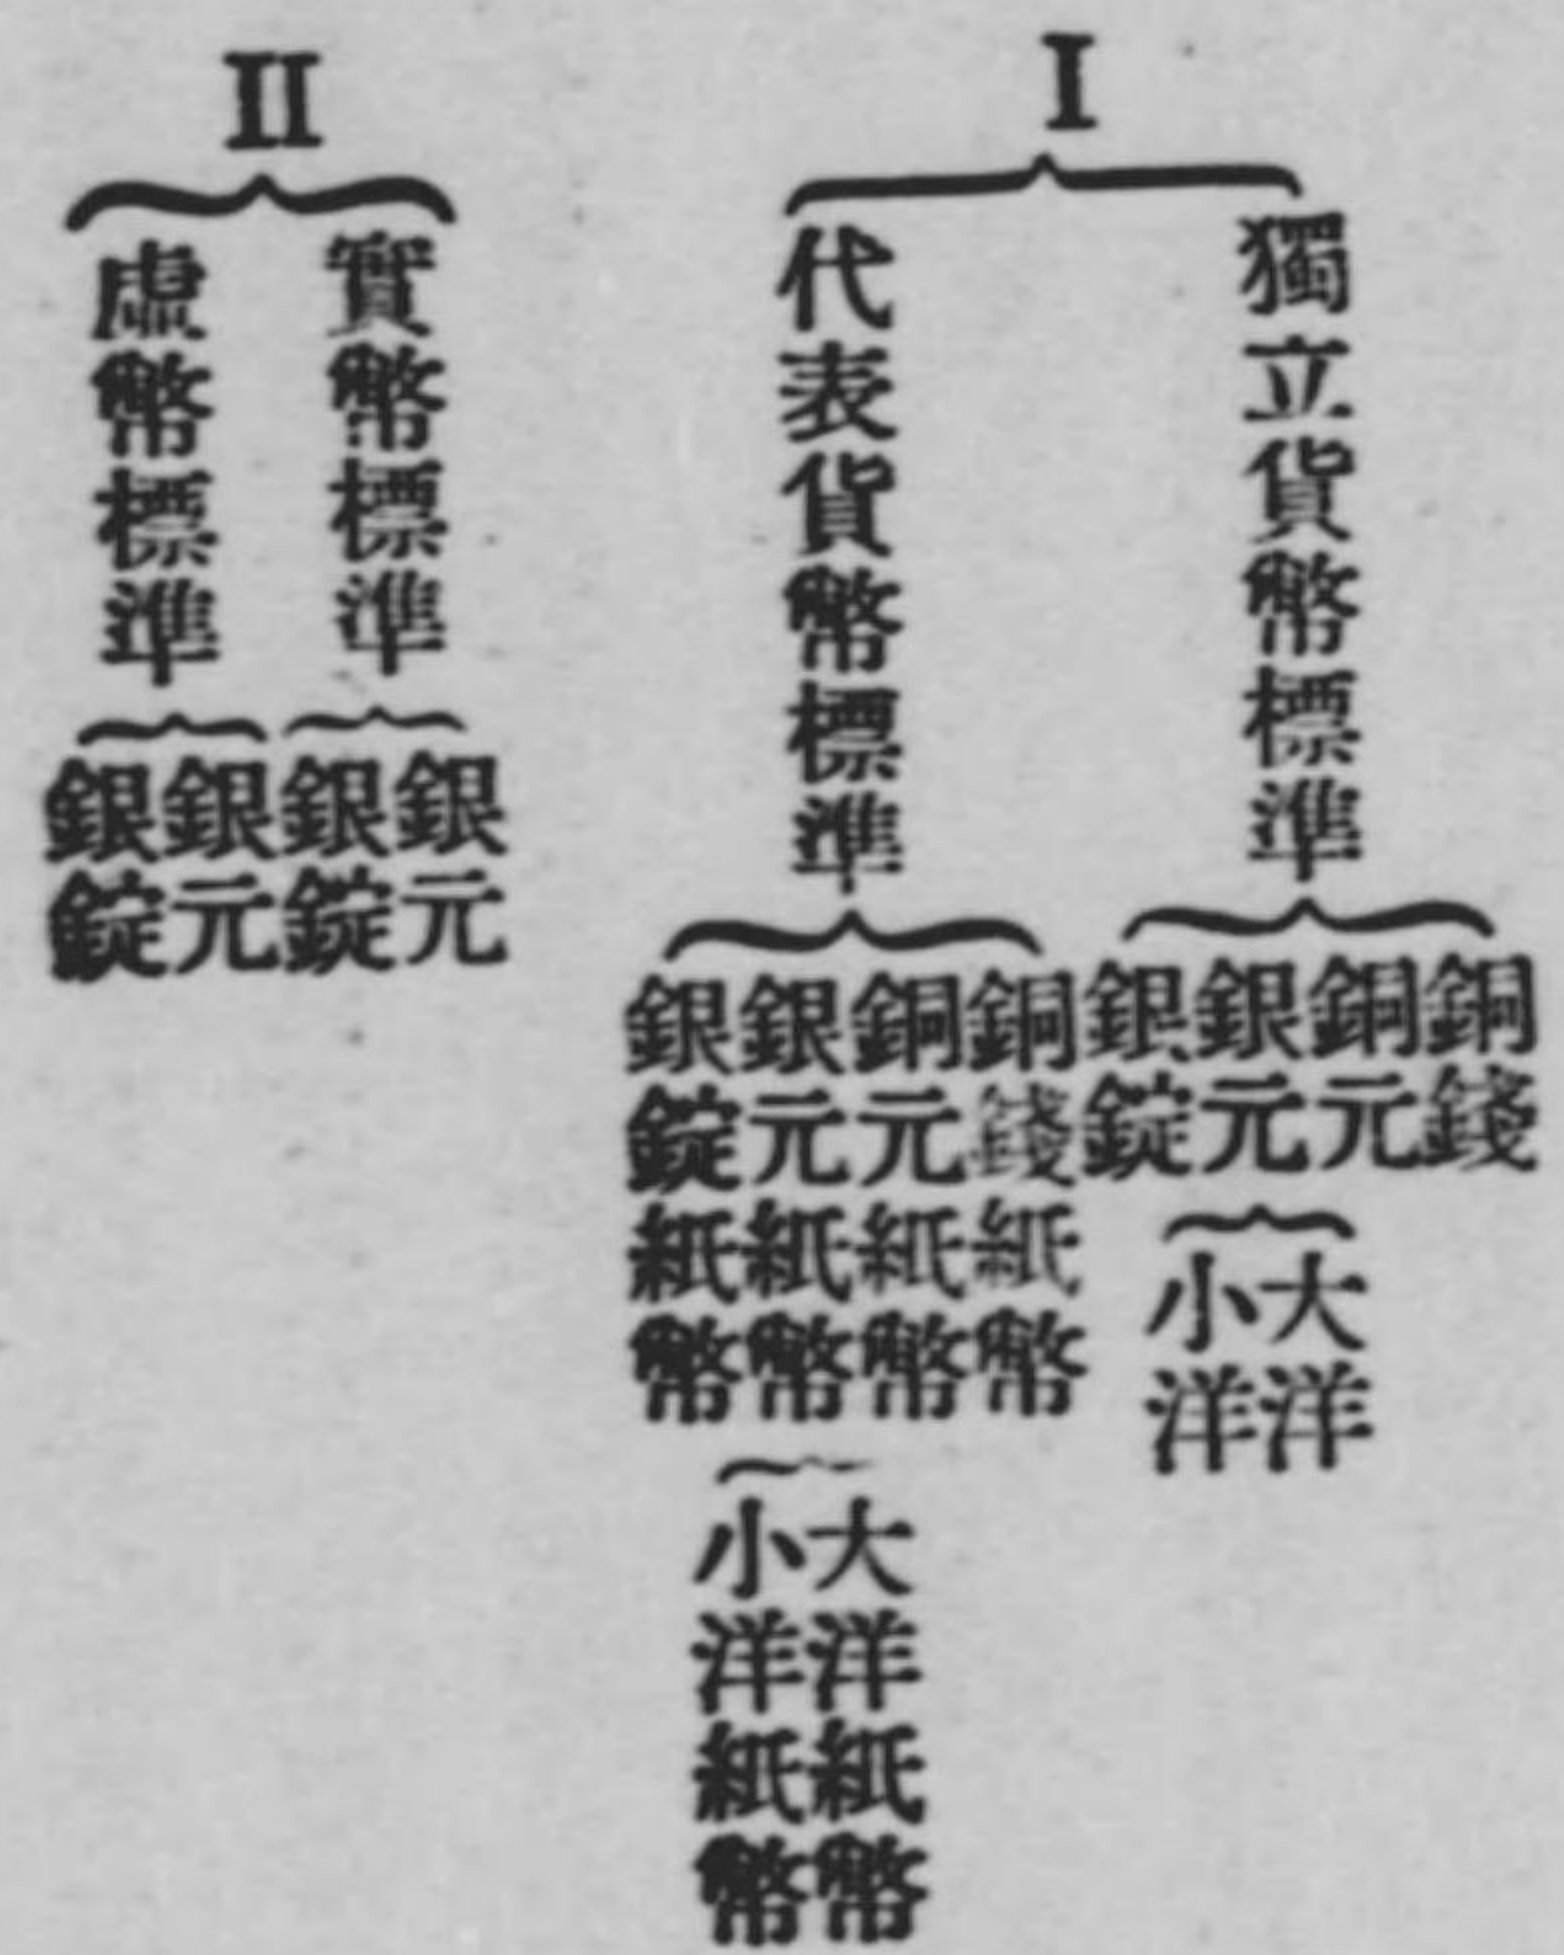 I
獨立貨幣標準
銅錢
銅元
銀元
大洋
小洋
銀錠
代表貨幣標準
銅錢紙幣
銅元紙幣
銀元紙幣
大洋紙幣
小洋紙幣
銀錠紙幣
II
實幣標準
銀元
銀錠
虛幣標準
銀元
銀錠